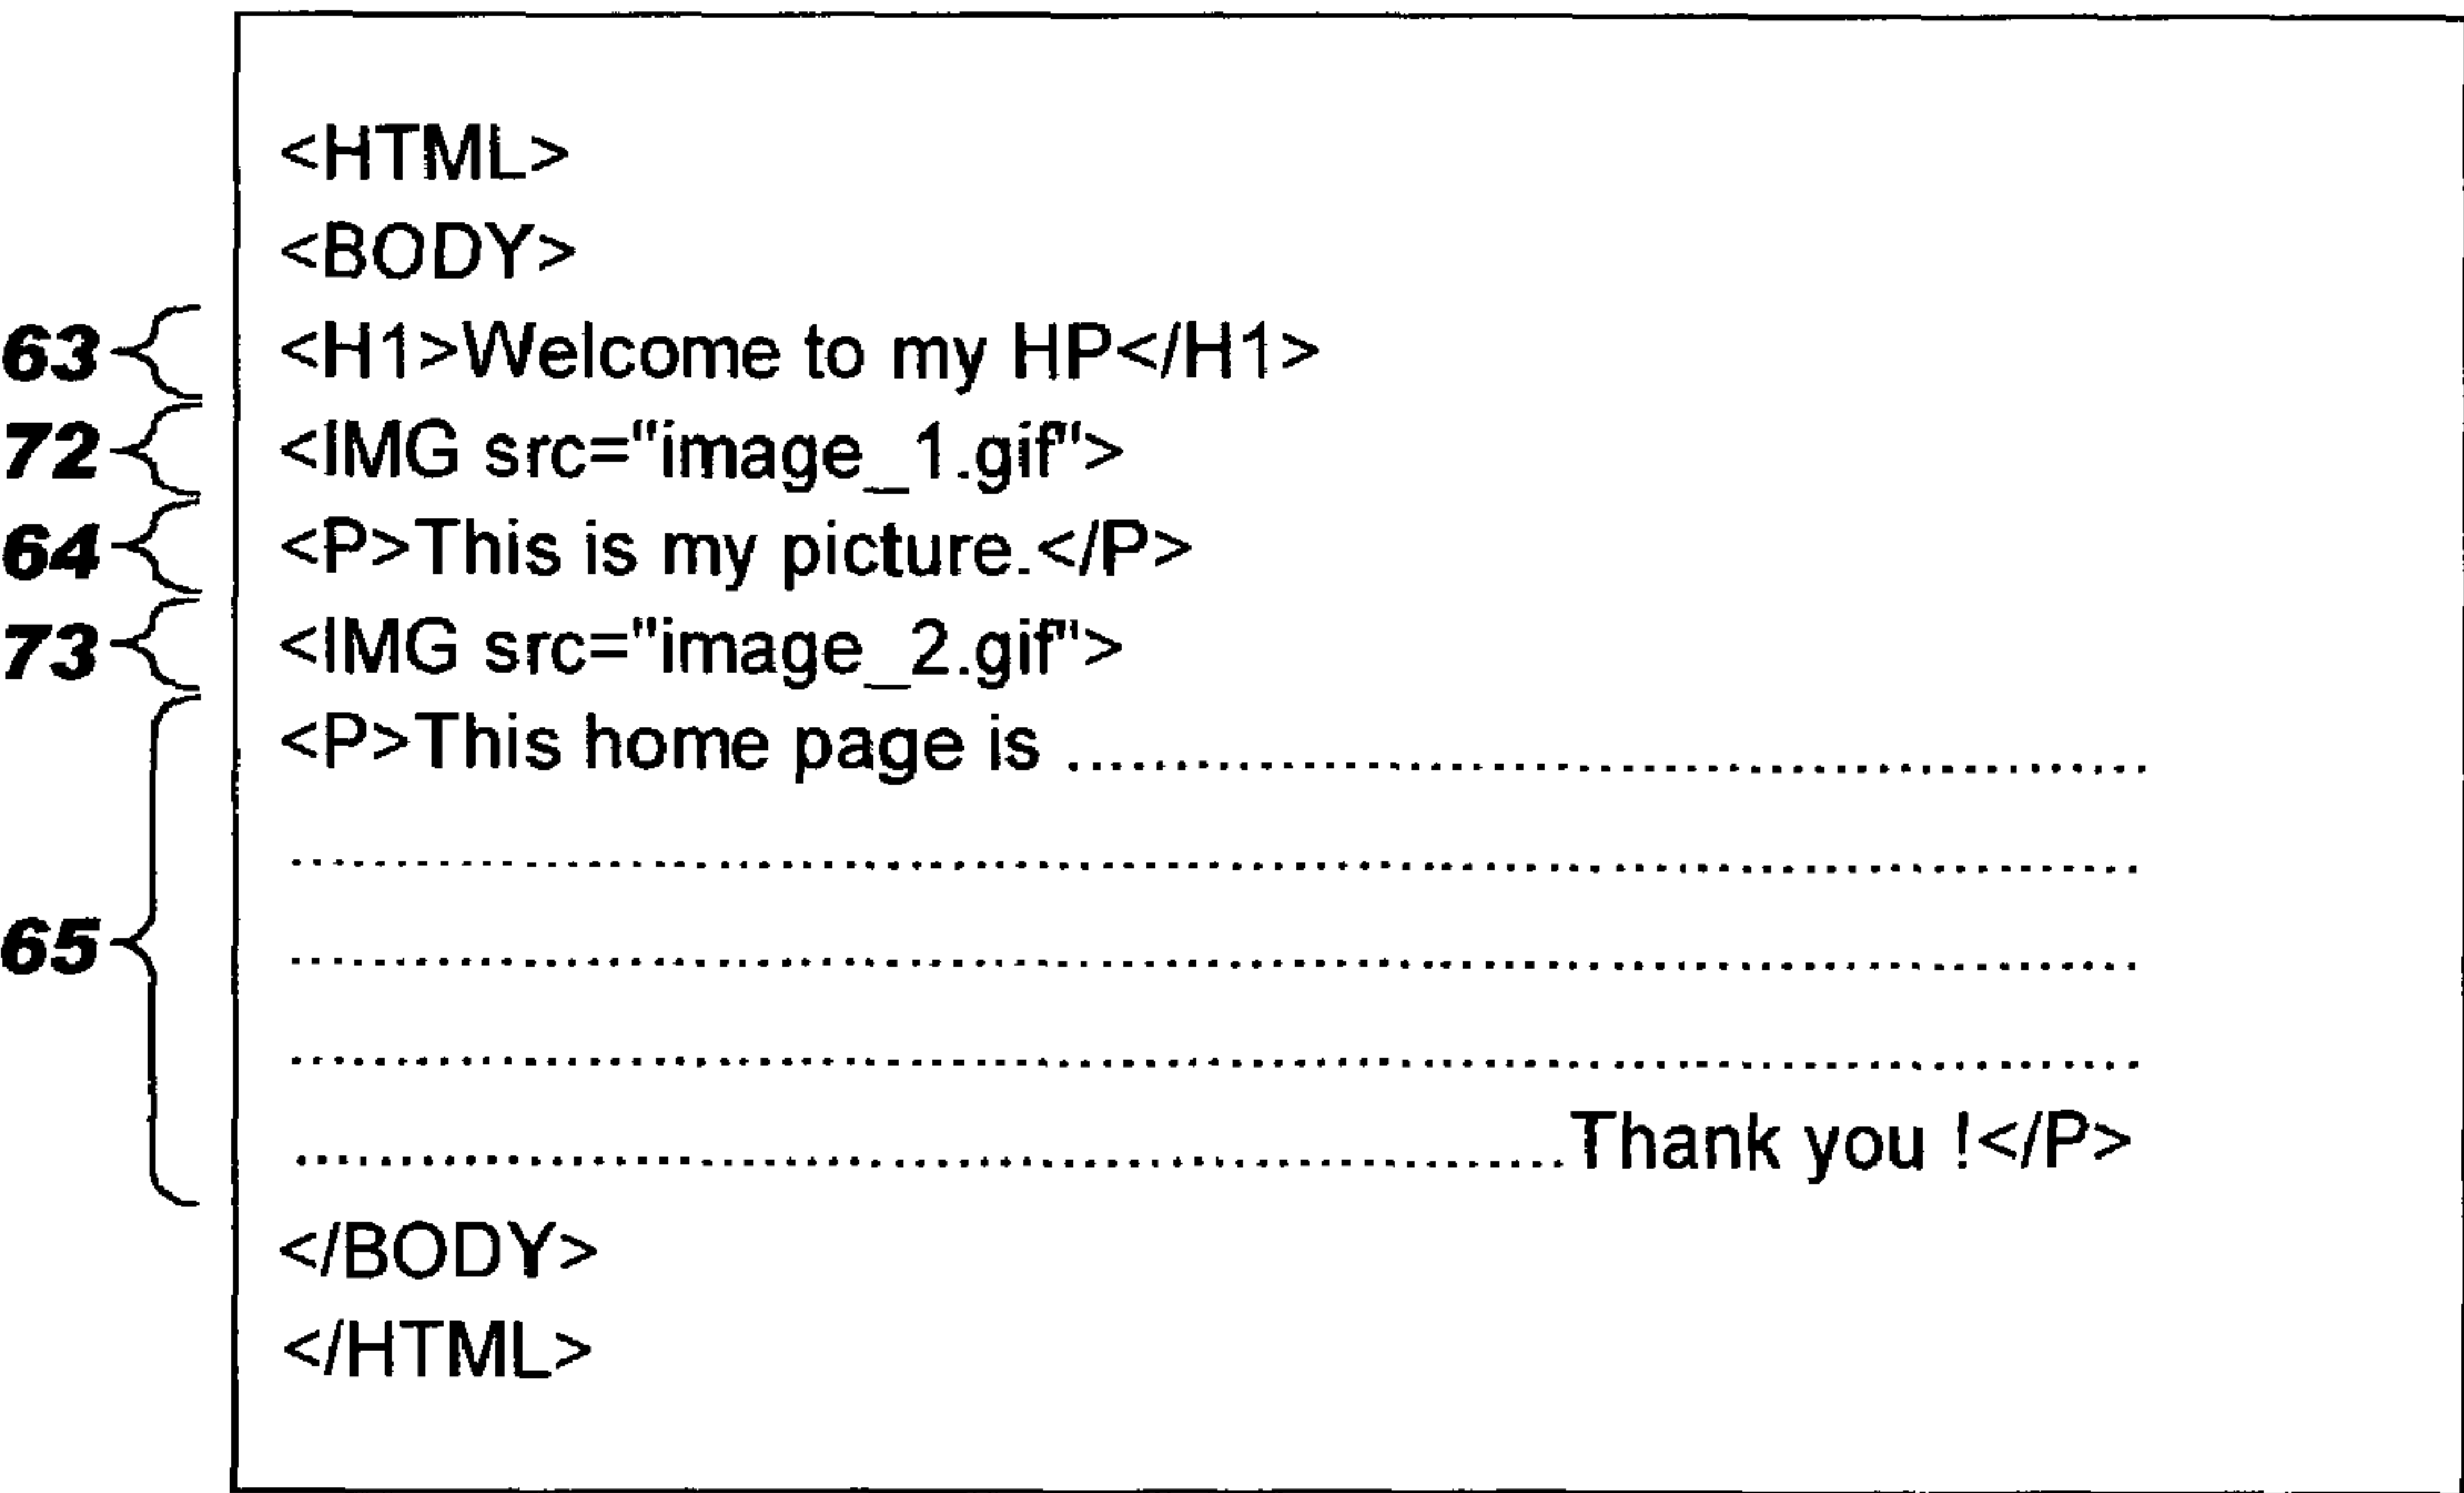 <HTML>
<BODY>
63 <H1>Welcome to my HP</H1>
72 <IMG src="image_1.gif">
64 <P>This is my picture.</P>
73 <IMG src="image_2.gif">
<P>This home page is ...................................................
.......................................................................................
65 .......................................................................................
.......................................................................................
............................................................Thank you !</P>
</BODY>
</HTML>